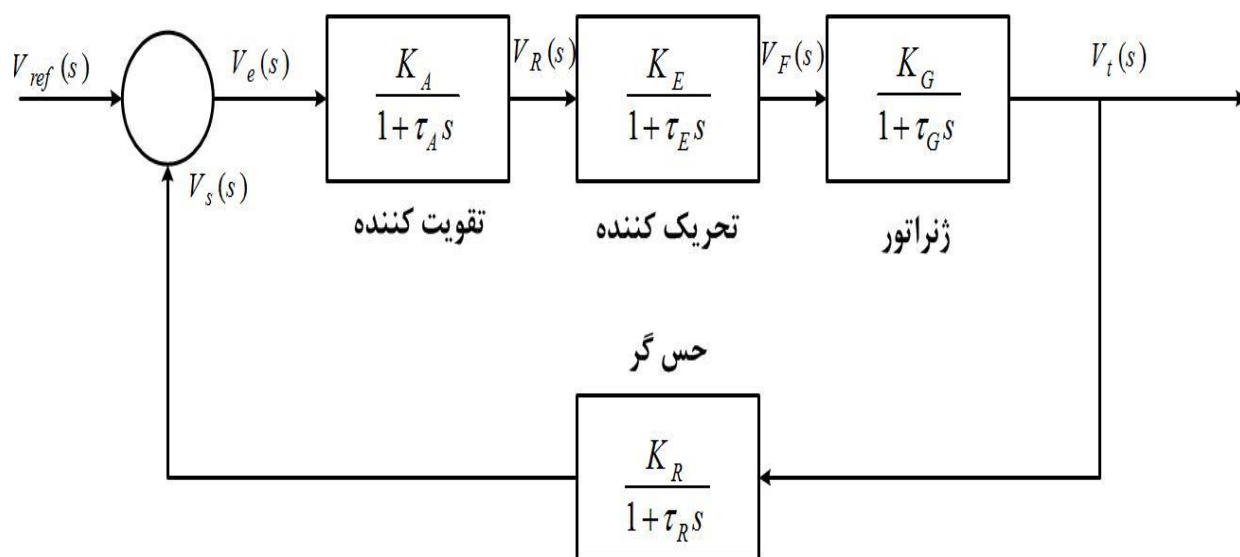 V_ref(s)
V_e(s)
K_A
1+τ_A s
V_R(s)
K_E
1+τ_E s
V_F(s)
K_G
1+τ_G s
V_t(s)
V_s(s)
تقویت کننده
تحریک کننده
ژنراتور
حس گر
K_R
1+τ_R s